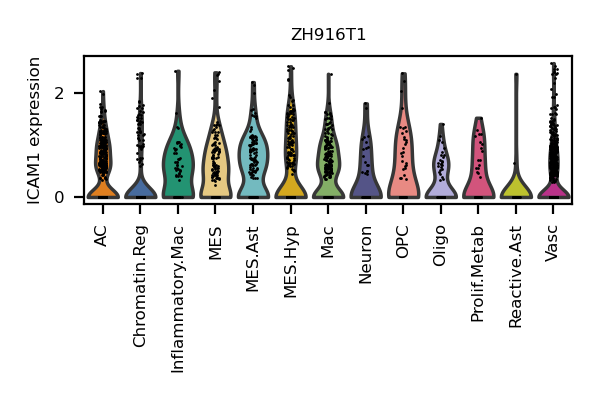 ZH916T1
ICAM1 expression
2
0
AC
Chromatin.Reg
Inflammatory.Mac
MES
MES.Ast
MES.Hyp
Mac
Neuron
OPC
Oligo
Prolif.Metab
Reactive.Ast
Vasc